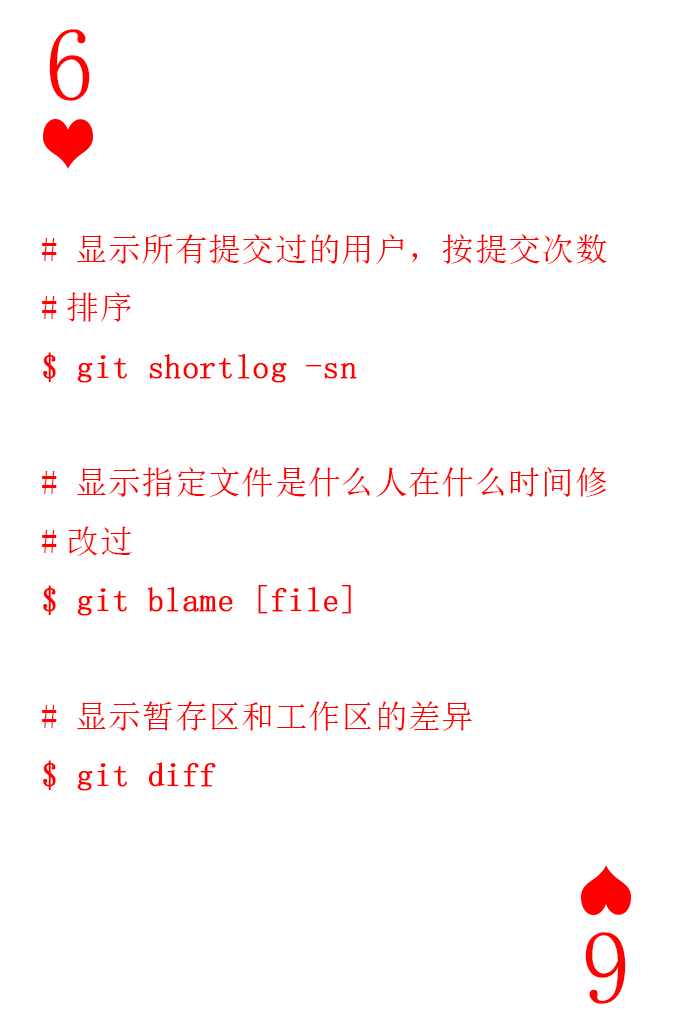 6
# 显示所有提交过的用户，按提交次数
# 排序
$ git shortlog -sn
# 显示指定文件是什么人在什么时间修
# 改过
$ git blame [file]
# 显示暂存区和工作区的差异
$ git diff
6